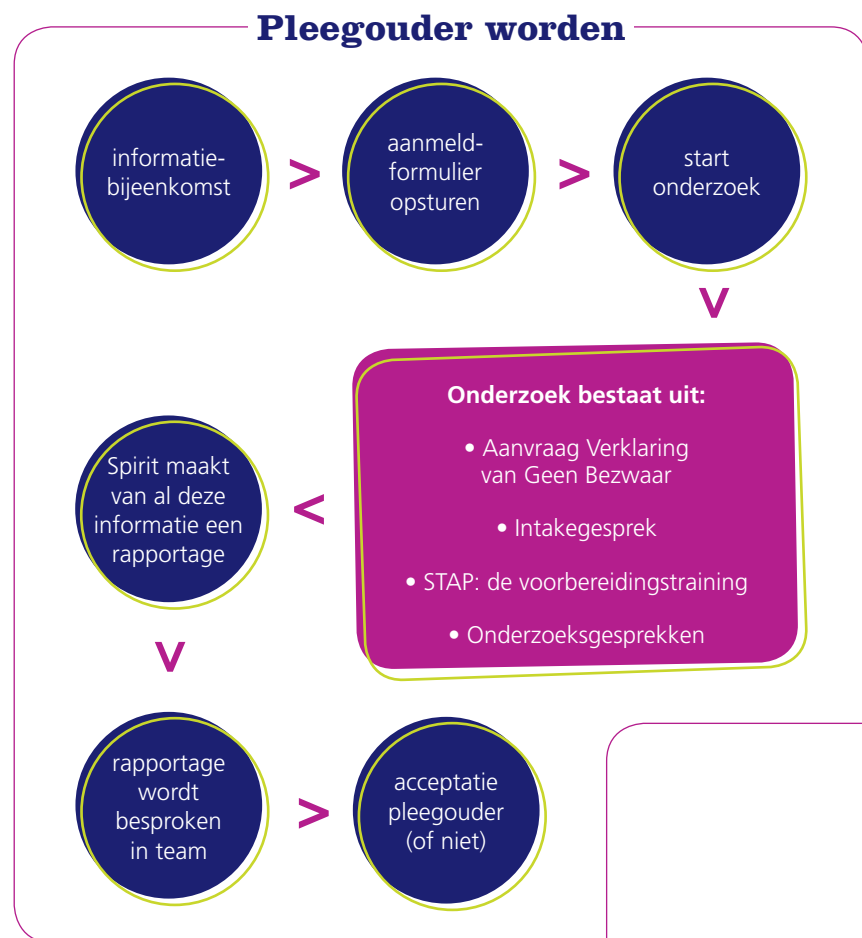 Pleegouder worden
informatie-
bijeenkomst
>
aanmeld-
formulier
opsturen
>
start
onderzoek
>
Onderzoek bestaat uit:
• Aanvraag Verklaring
van Geen Bezwaar
• Intakegesprek
• STAP: de voorbereidingstraining
• Onderzoeksgesprekken
<
Spirit maakt
van al deze
informatie een
rapportage
>
rapportage
wordt
besproken
in team
>
acceptatie
pleegouder
(of niet)